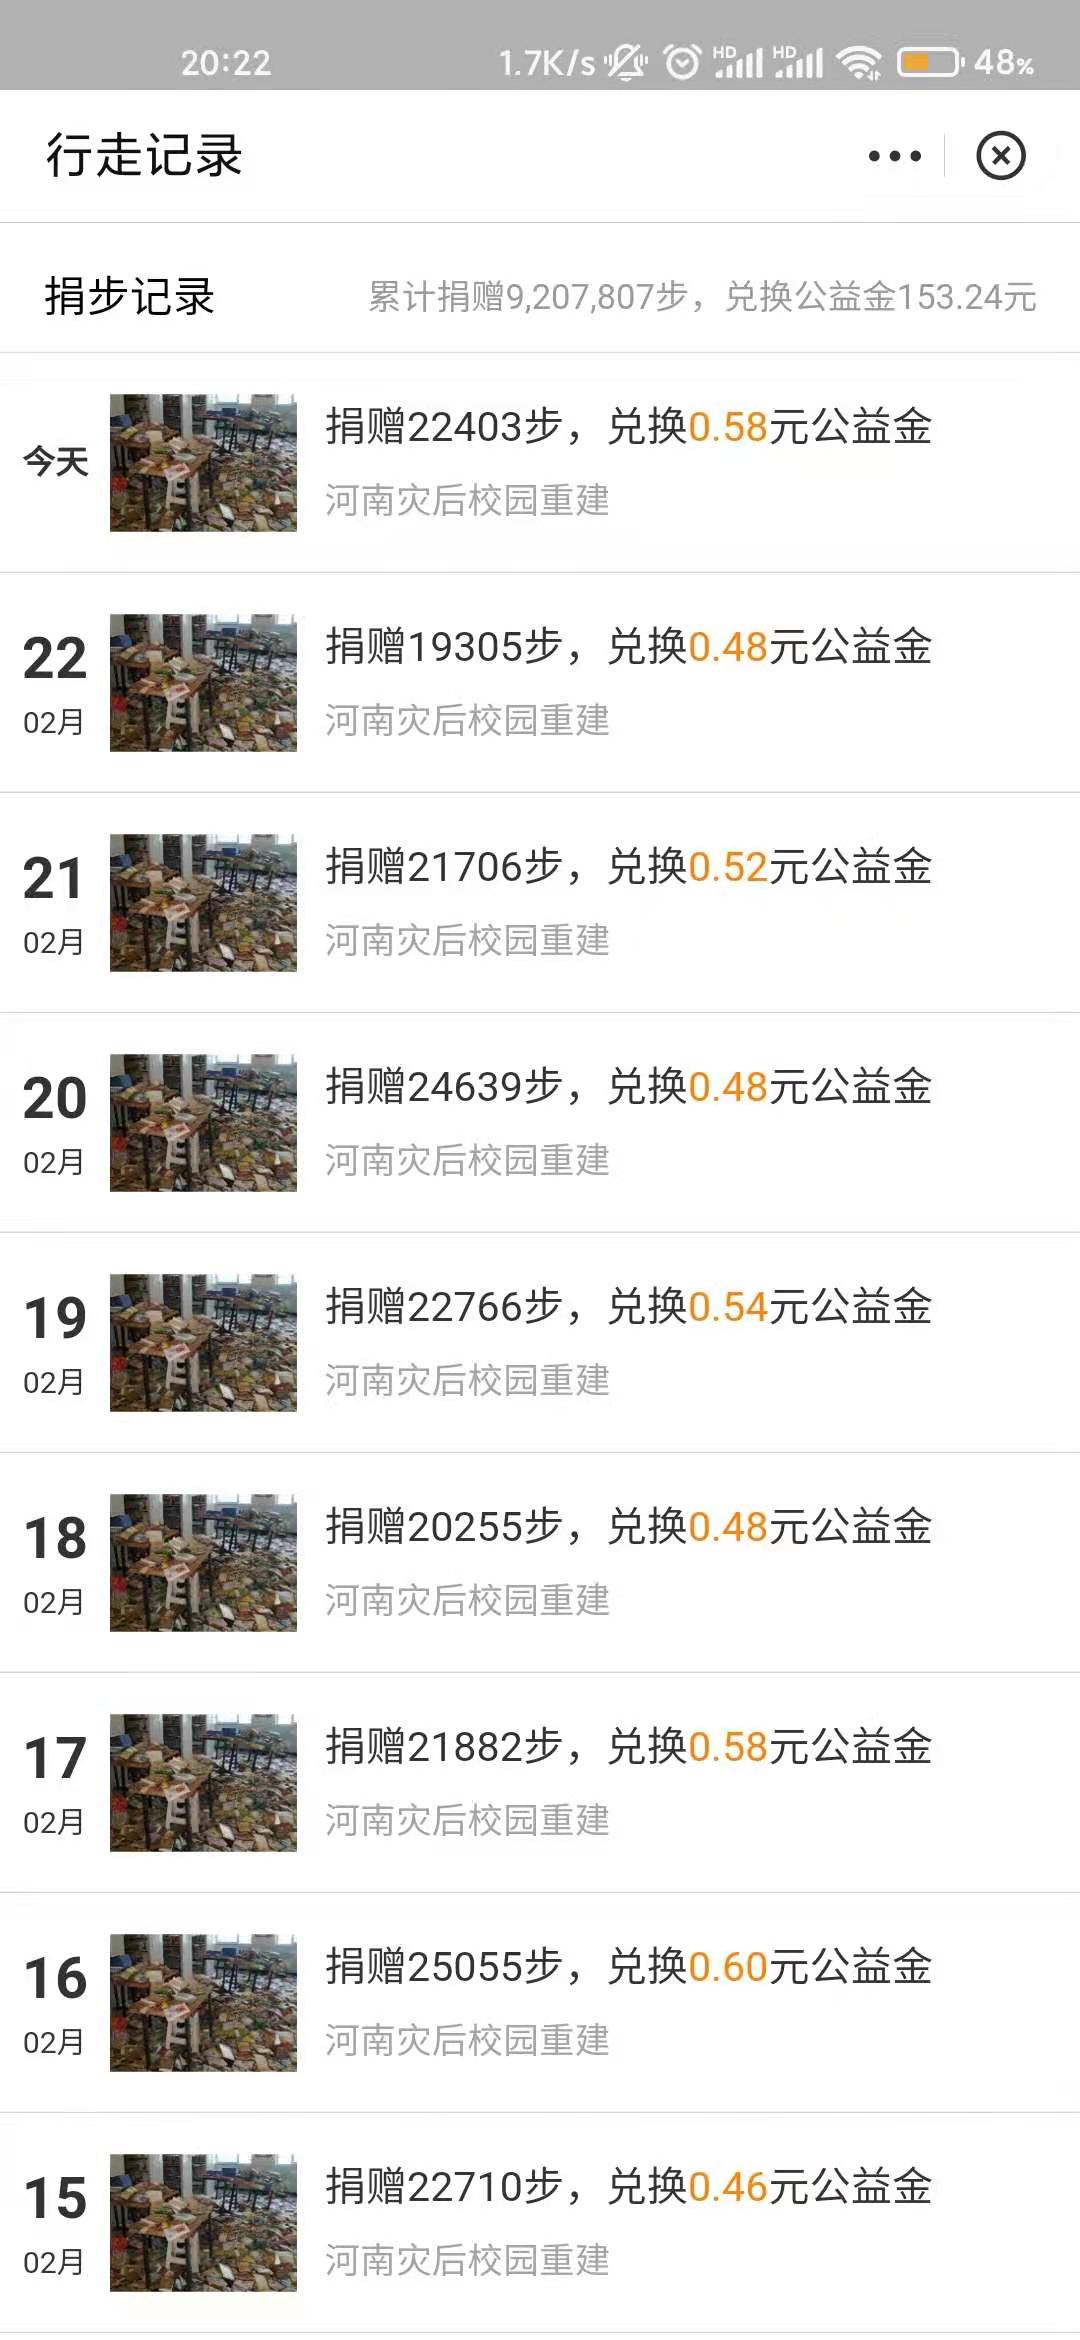 20:22 1.7K/s HD HD 48%
行走记录
捐步记录 累计捐赠9,207,807步，兑换公益金153.24元
今天 捐赠22403步，兑换0.58元公益金
河南灾后校园重建
22 捐赠19305步，兑换0.48元公益金
02月 河南灾后校园重建
21 捐赠21706步，兑换0.52元公益金
02月 河南灾后校园重建
20 捐赠24639步，兑换0.48元公益金
02月 河南灾后校园重建
19 捐赠22766步，兑换0.54元公益金
02月 河南灾后校园重建
18 捐赠20255步，兑换0.48元公益金
02月 河南灾后校园重建
17 捐赠21882步，兑换0.58元公益金
02月 河南灾后校园重建
16 捐赠25055步，兑换0.60元公益金
02月 河南灾后校园重建
15 捐赠22710步，兑换0.46元公益金
02月 河南灾后校园重建